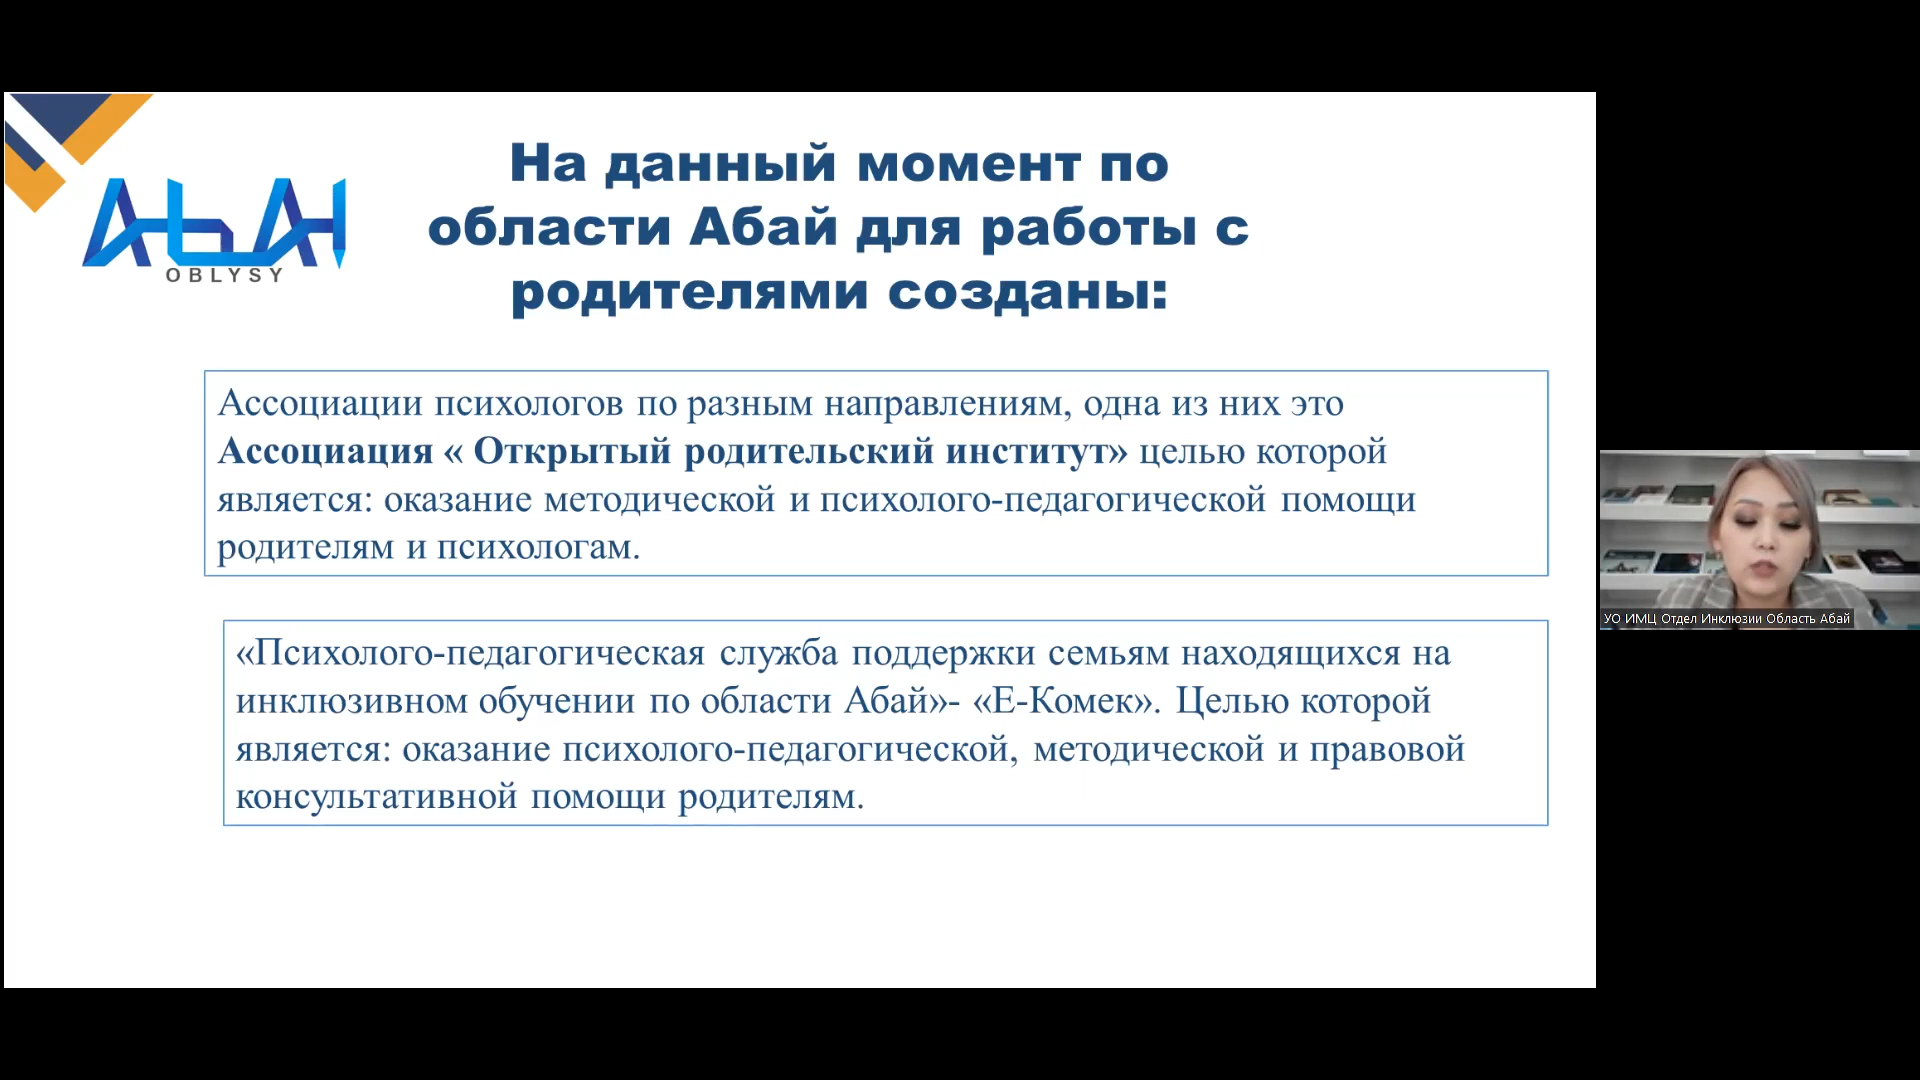 АБАЙ
OBLYSY
На данный момент по
области Абай для работы с
родителями созданы:
Ассоциации психологов по разным направлениям, одна из них это
Ассоциация « Открытый родительский институт» целью которой
является: оказание методической и психолого-педагогической помощи
родителям и психологам.
«Психолого-педагогическая служба поддержки семьям находящихся на
инклюзивном обучении по области Абай»- «Е-Комек». Целью которой
является: оказание психолого-педагогической, методической и правовой
консультативной помощи родителям.
УО ИМЦ Отдел Инклюзии Область Абай